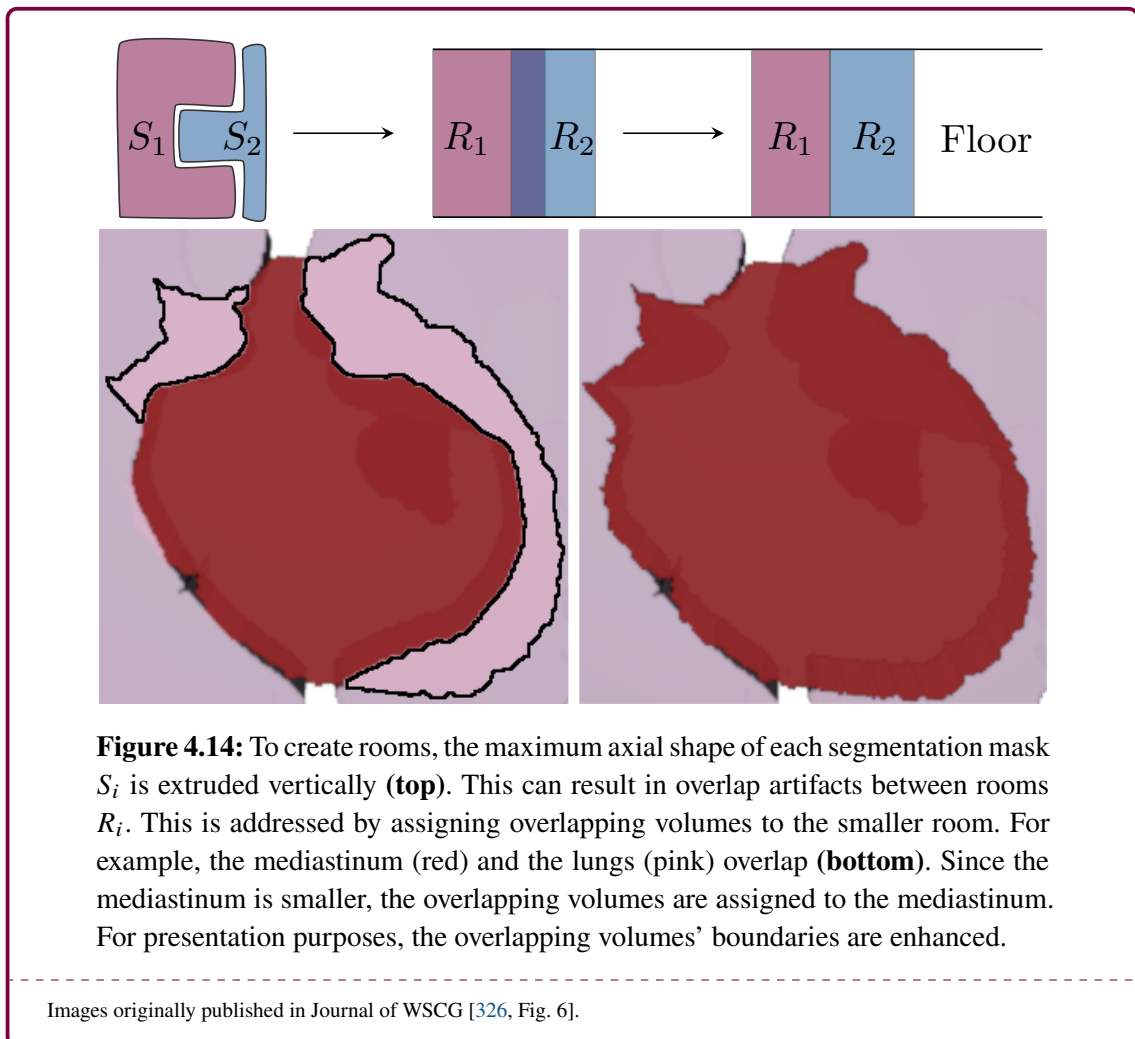 S1 S2 R1 R2 R1 R2 Floor
Figure 4.14: To create rooms, the maximum axial shape of each segmentation mask
Si is extruded vertically (top). This can result in overlap artifacts between rooms
Ri. This is addressed by assigning overlapping volumes to the smaller room. For
example, the mediastinum (red) and the lungs (pink) overlap (bottom). Since the
mediastinum is smaller, the overlapping volumes are assigned to the mediastinum.
For presentation purposes, the overlapping volumes’ boundaries are enhanced.
Images originally published in Journal of WSCG [326, Fig. 6].